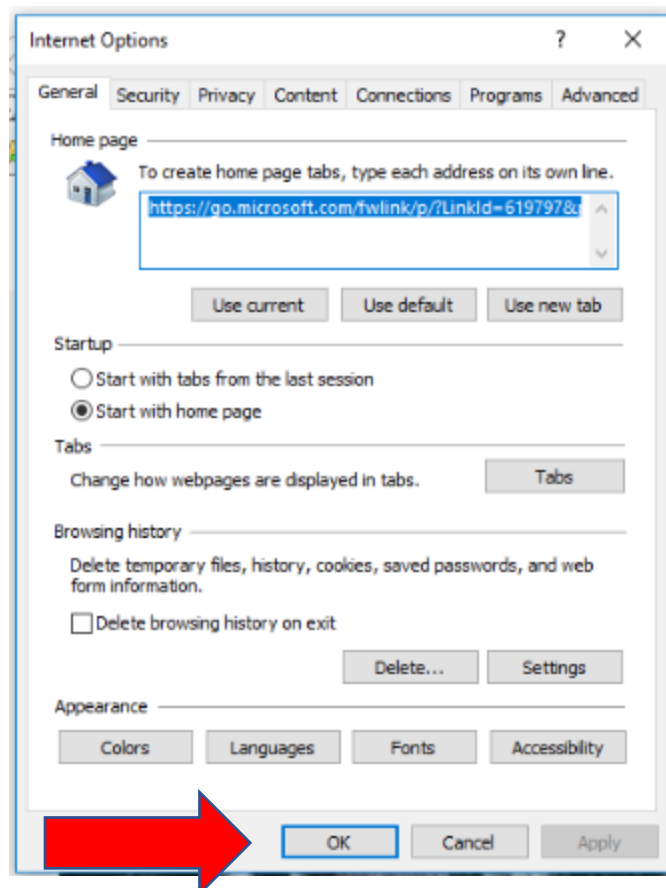 Internet Options
General Security Privacy Content Connections Programs Advanced
Home page
To create home page tabs, type each address on its own line.
https://go.microsoft.com/fwlink/p/?LinkId=619797&
Use current Use default Use new tab
Startup
Start with tabs from the last session
Start with home page
Tabs
Change how webpages are displayed in tabs.
Tabs
Browsing history
Delete temporary files, history, cookies, saved passwords, and web
form information.
Delete browsing history on exit
Delete... Settings
Appearance
Colors Languages Fonts Accessibility
OK Cancel Apply